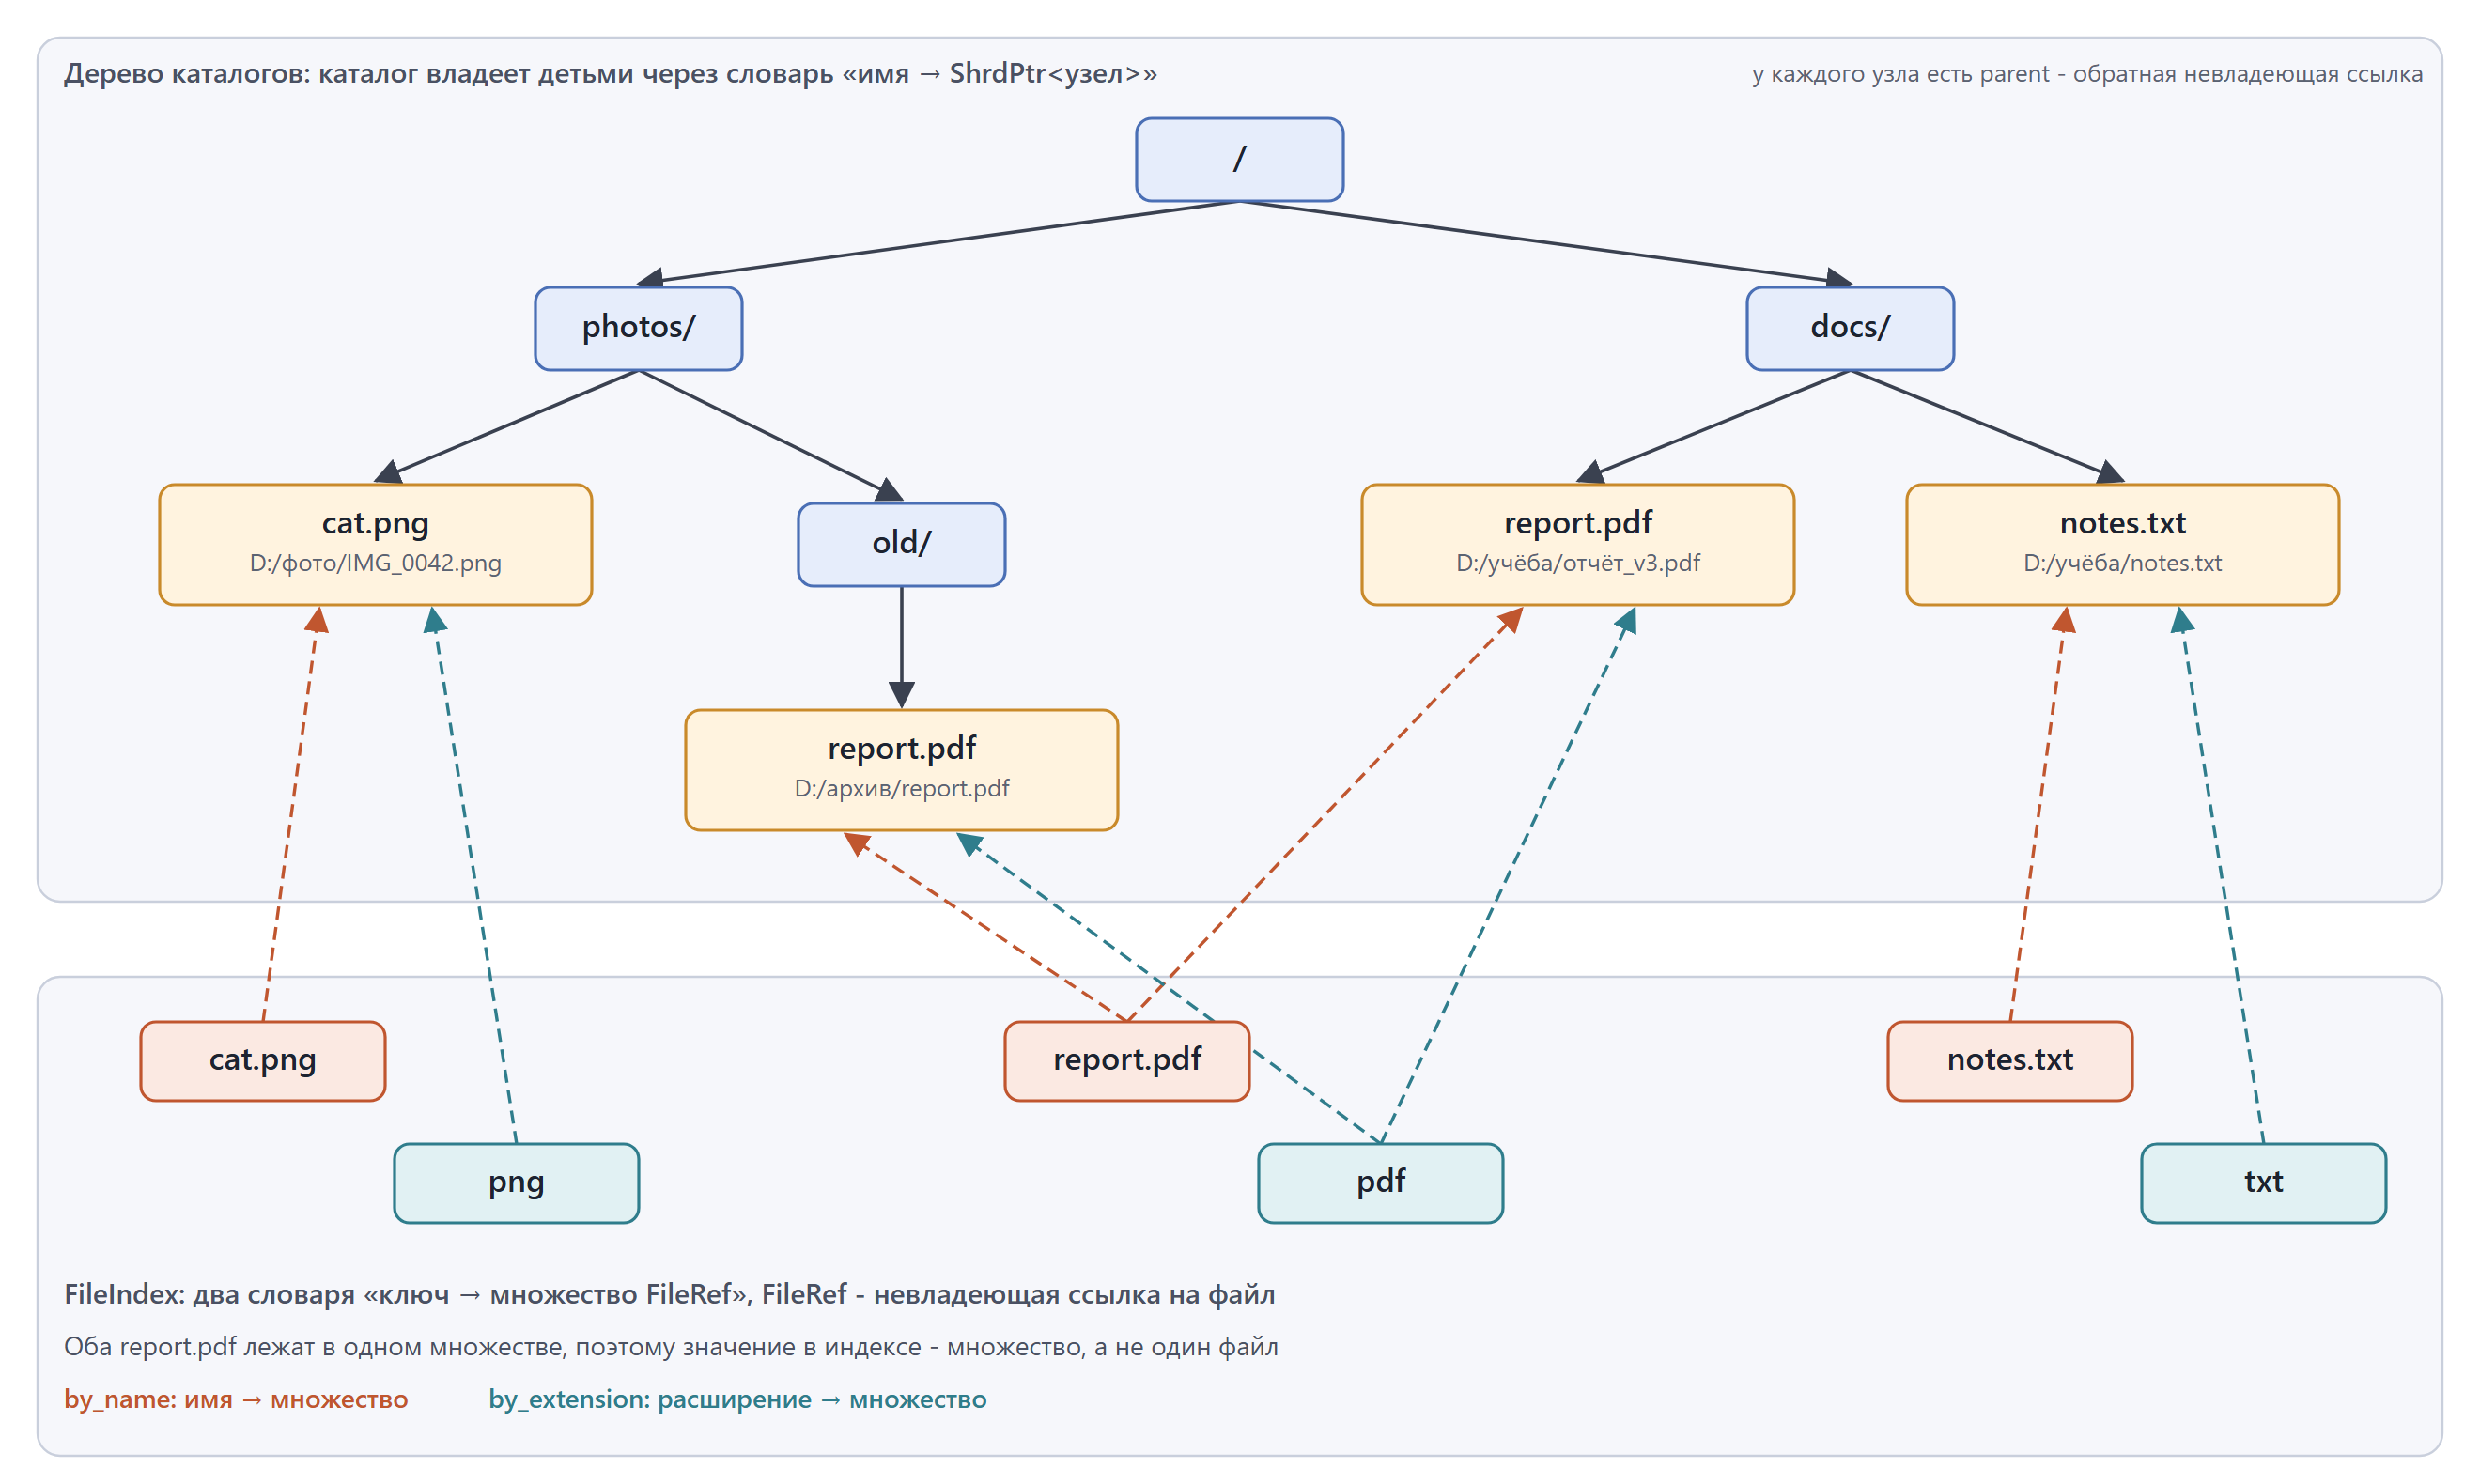 Дерево каталогов: каталог владеет детьми через словарь «имя → ShrdPtr<узел>»
у каждого узла есть parent - обратная невладеющая ссылка
/
photos/
docs/
cat.png
D:/фото/IMG_0042.png
old/
report.pdf
D:/учёба/отчёт_v3.pdf
notes.txt
D:/учёба/notes.txt
report.pdf
D:/архив/report.pdf
cat.png
report.pdf
notes.txt
png
pdf
txt
FileIndex: два словаря «ключ → множество FileRef», FileRef - невладеющая ссылка на файл
Оба report.pdf лежат в одном множестве, поэтому значение в индексе - множество, а не один файл
by_name: имя → множество
by_extension: расширение → множество